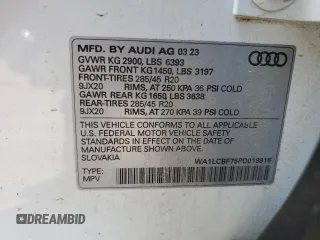 MFD. BY AUDI AG 03 23
GVWR KG 2900, LBS 6393
GAWR FRONT KG1450, LBS 3197
FRONT-TIRES 285/45 R20
9JX20 RIMS, AT 250 KPA 36 PSI COLD
GAWR REAR KG 1650, LBS 3638
REAR-TIRES 285/45 R20
9JX20 RIMS, AT 270 KPA 39 PSI COLD
THIS VEHICLE CONFORMS TO ALL APPLICABLE
U.S. FEDERAL MOTOR VEHICLE SAFETY
STANDARDS IN EFFECT ON THE DATE OF
MANUFACTURE SHOWN ABOVE.
SLOVAKIA
TYPE:
MPV